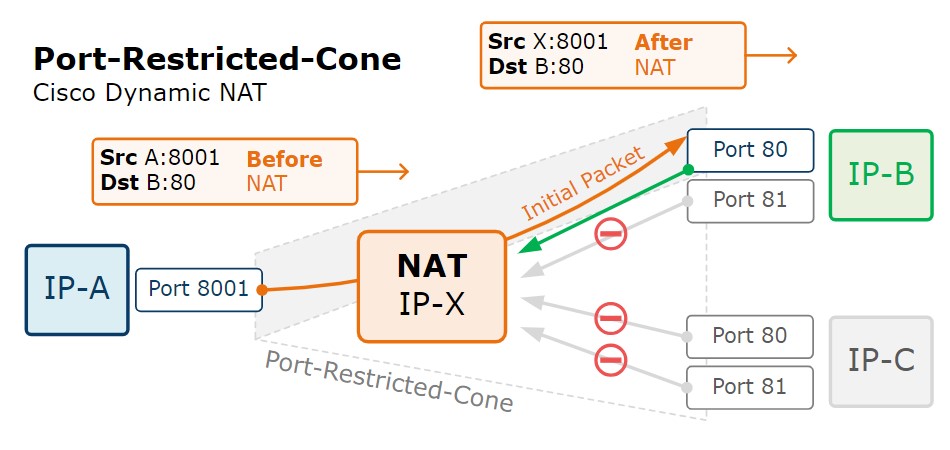 Port-Restricted-Cone
Cisco Dynamic NAT
Src X:8001 After
Dst B:80 NAT
Src A:8001 Before
Dst B:80 NAT
Initial Packet
Port 80
IP-B
Port 81
NAT
IP-X
IP-A
Port 8001
Port 80
IP-C
Port 81
Port-Restricted-Cone